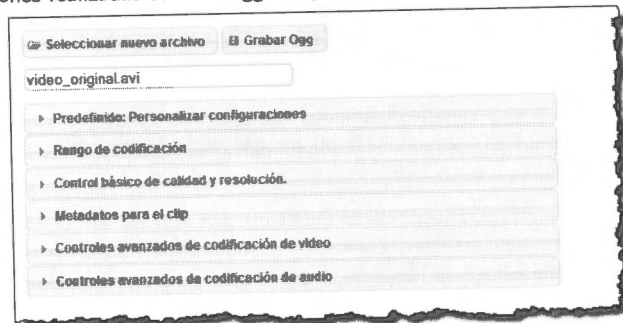 Seleccionar nuevo archivo Grabar Ogg
video_original.avi
Predefinido: Personalizar configuraciones
Rango de codificación
Control básico de calidad y resolución.
Metadatos para el clip
Controles avanzados de codificación de video
Controles avanzados de codificación de audio